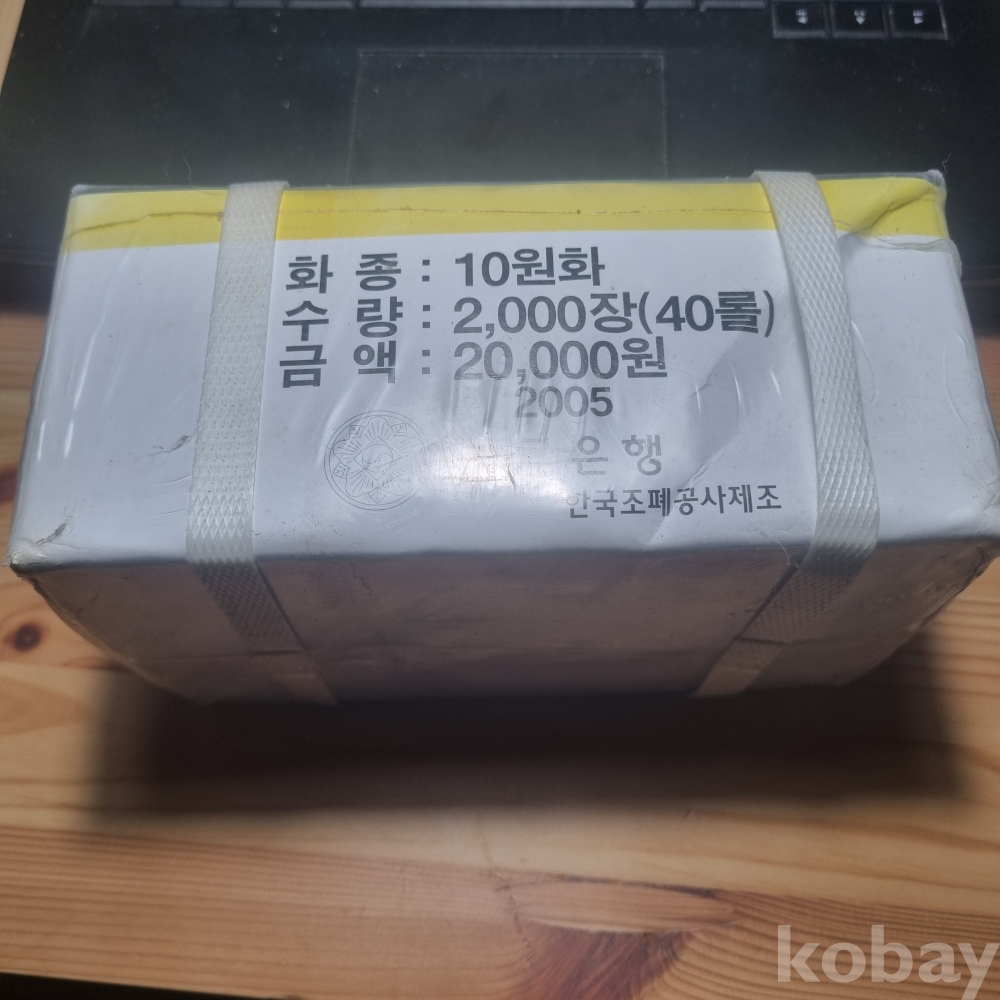 화 종 : 10원화
수 량 : 2,000장(40롤)
금 액 : 20,000원
2005
은 행
한국조폐공사제조
kobay